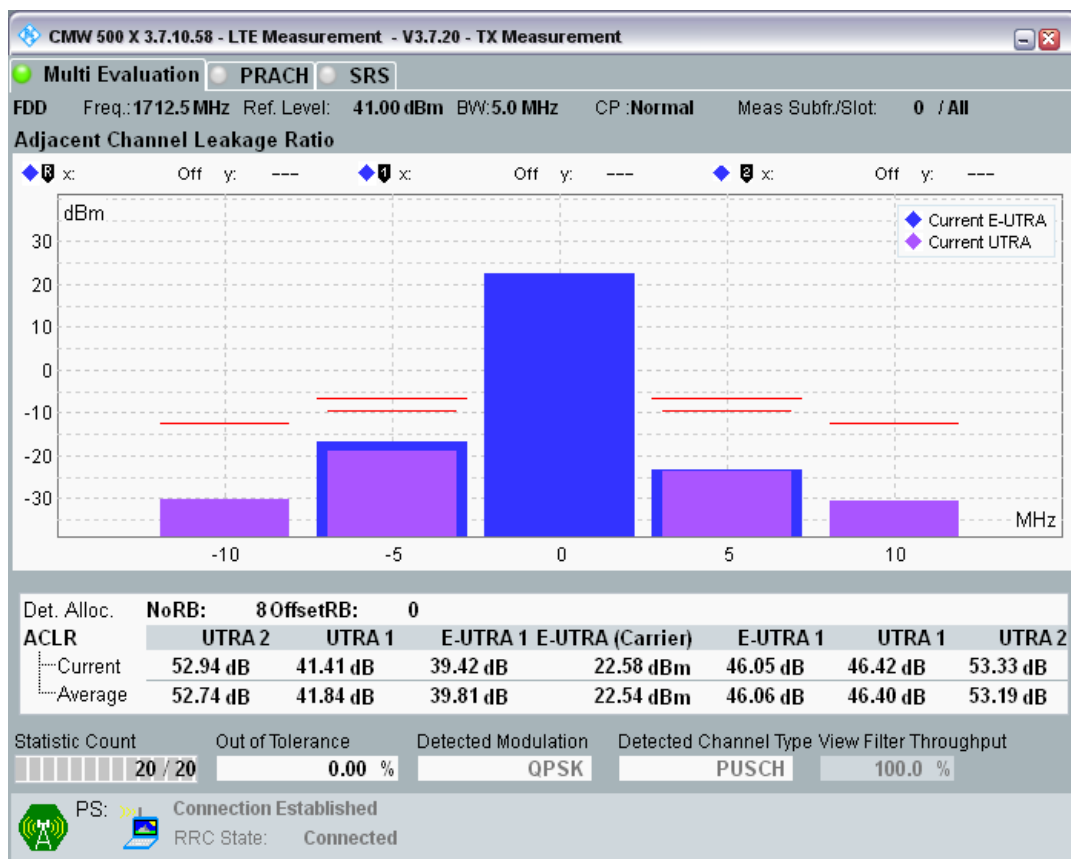 CMW 500 X 3.7.10.58 - LTE Measurement - V3.7.20 - TX Measurement
Multi Evaluation PRACH SRS
FDD Freq.: 1712.5 MHz Ref. Level: 41.00 dBm BW: 5.0 MHz CP : Normal Meas Subfr./Slot: 0 / All
Adjacent Channel Leakage Ratio
R x: Off y: --- 1 x: Off y: --- 2 x: Off y: ---
dBm
Current E-UTRA
Current UTRA
30
20
10
0
-10
-20
-30
MHz
-10 -5 0 5 10
Det. Alloc. NoRB: 8 OffsetRB: 0
ACLR UTRA 2 UTRA 1 E-UTRA 1 E-UTRA (Carrier) E-UTRA 1 UTRA 1 UTRA 2
Current 52.94 dB 41.41 dB 39.42 dB 22.58 dBm 46.05 dB 46.42 dB 53.33 dB
Average 52.74 dB 41.84 dB 39.81 dB 22.54 dBm 46.06 dB 46.40 dB 53.19 dB
Statistic Count Out of Tolerance Detected Modulation Detected Channel Type View Filter Throughput
20 / 20 0.00 % QPSK PUSCH 100.0 %
PS: Connection Established
RRC State: Connected